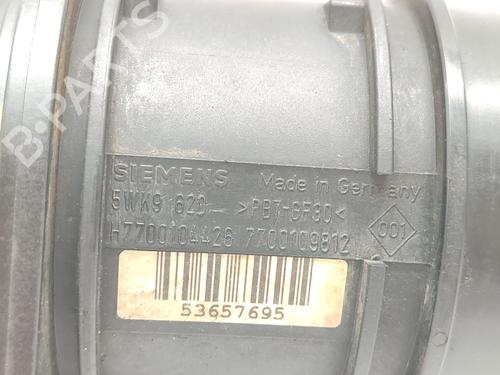 B-PARTS
SIEMENS Made in Germany
5WK9 620 >PBT-GF30<
H7700104426 7700109812
001
53657695